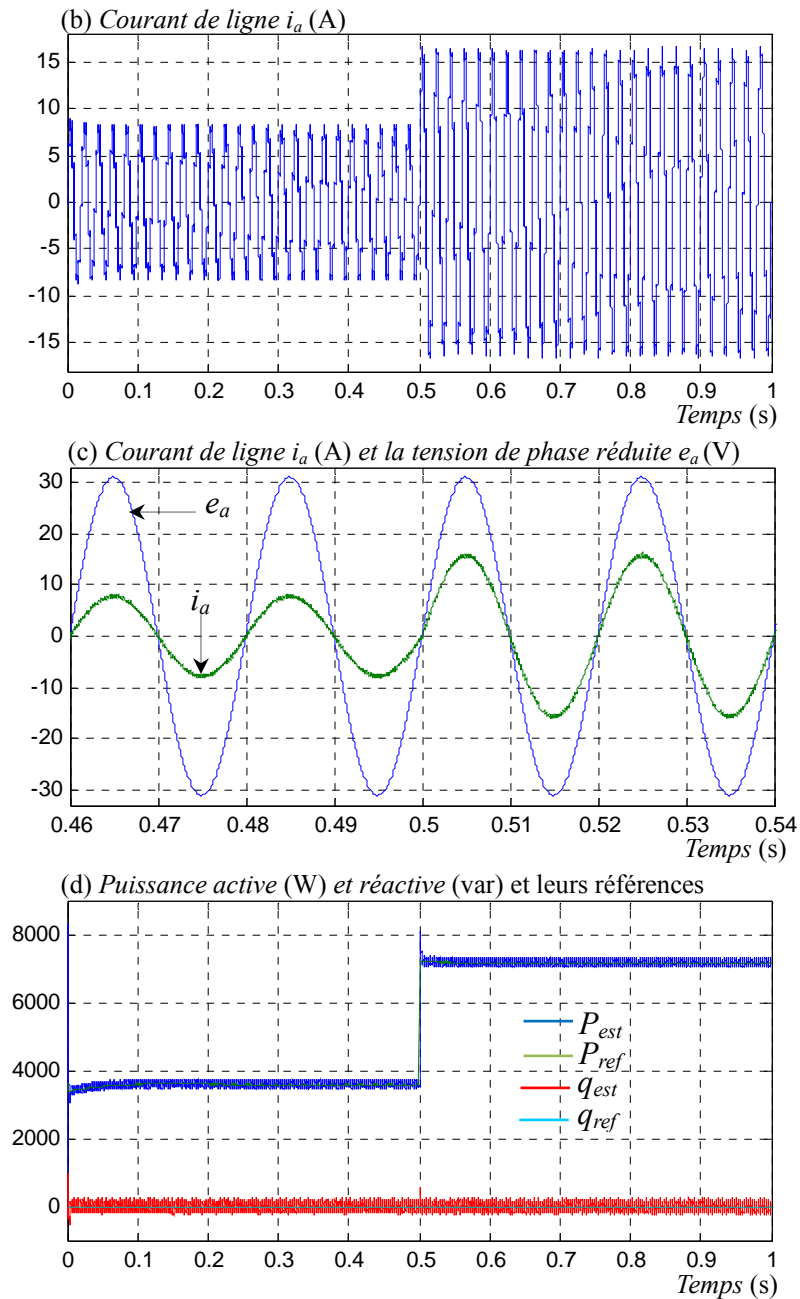 (b) Courant de ligne ia (A)
15
10
5
0
-5
-10
-15
0 0.1 0.2 0.3 0.4 0.5 0.6 0.7 0.8 0.9 1
Temps (s)
(c) Courant de ligne ia (A) et la tension de phase réduite ea (V)
30
20
10
0
-10
-20
-30
ea
ia
0.46 0.47 0.48 0.49 0.5 0.51 0.52 0.53 0.54
Temps (s)
(d) Puissance active (W) et réactive (var) et leurs références
8000
6000
4000
2000
0
Pest
Pref
qest
qref
0 0.1 0.2 0.3 0.4 0.5 0.6 0.7 0.8 0.9 1
Temps (s)